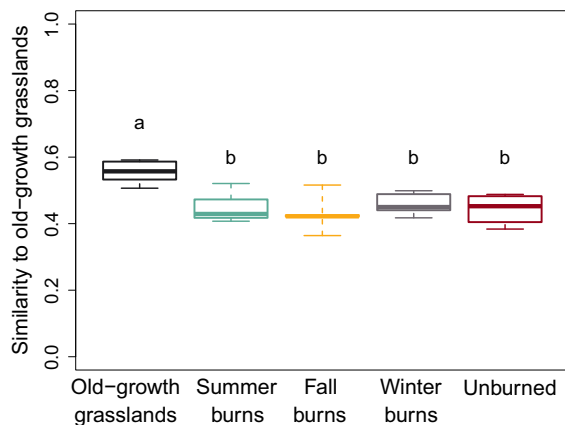 Similarity to old−growth grasslands
1.0
0.8
0.6
0.4
0.2
0.0
a
b
b
b
b
Old−growth
grasslands
Summer
burns
Fall
burns
Winter
burns
Unburned